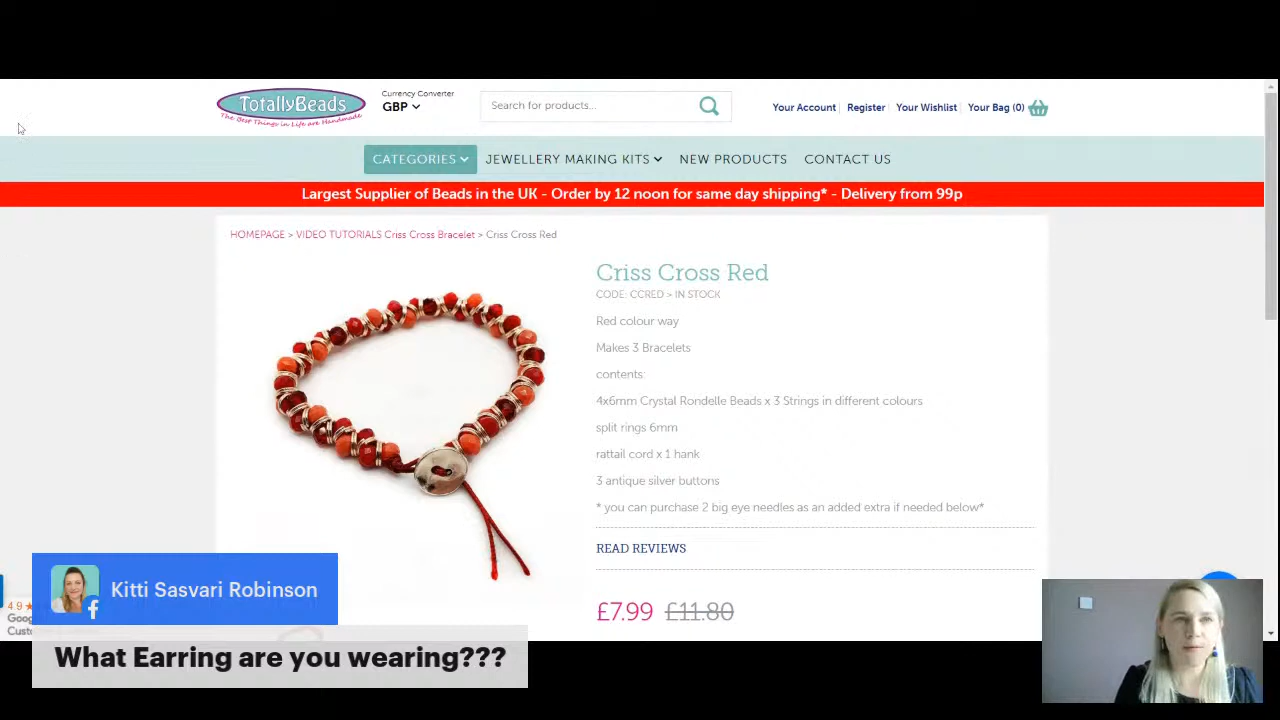 TotallyBeads
The Best Things in Life are Handmade
Currency Converter
GBP
Search for products...
Your Account
Register
Your Wishlist
Your Bag (0)
CATEGORIES
JEWELLERY MAKING KITS
NEW PRODUCTS
CONTACT US
Largest Supplier of Beads in the UK - Order by 12 noon for same day shipping* - Delivery from 99p
HOMEPAGE > VIDEO TUTORIALS Criss Cross Bracelet > Criss Cross Red
Criss Cross Red
CODE: CCRED > IN STOCK
Red colour way
Makes 3 Bracelets
contents:
4x6mm Crystal Rondelle Beads x 3 Strings in different colours
split rings 6mm
rattail cord x 1 hank
3 antique silver buttons
* you can purchase 2 big eye needles as an added extra if needed below*
READ REVIEWS
£7.99 £11.80
4.9
Goog
Custo
Kitti Sasvari Robinson
What Earring are you wearing???